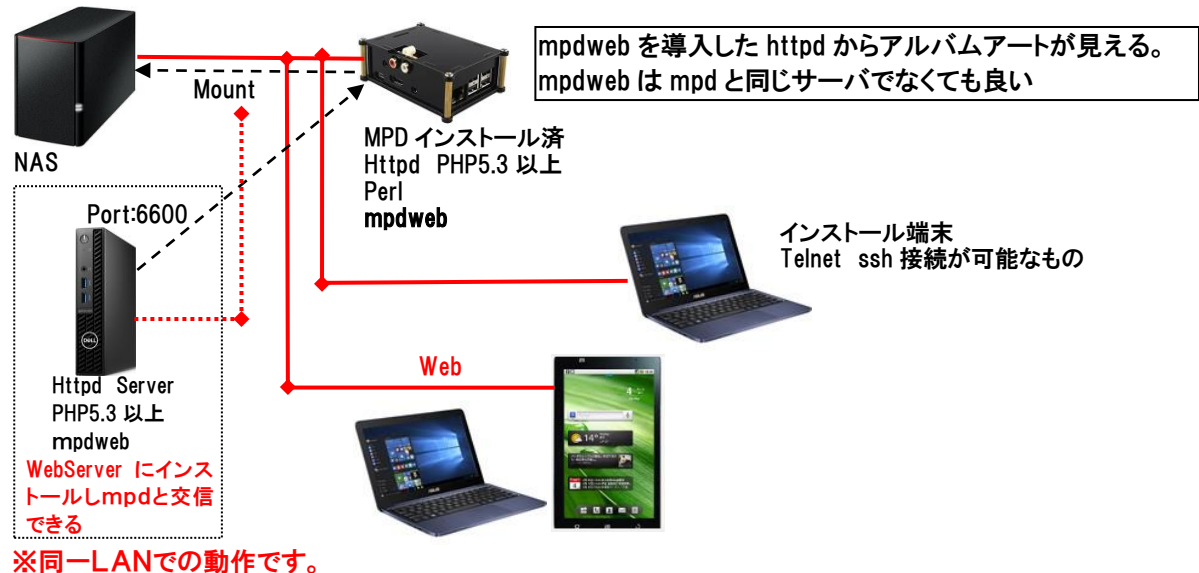 mpdweb を導入した httpd からアルバムアートが見える。
mpdweb は mpd と同じサーバでなくても良い
Mount
NAS
MPD インストール済
Httpd PHP5.3 以上
Perl
mpdweb
Port:6600
インストール端末
Telnet ssh 接続が可能なもの
DELL
Httpd Server
PHP5.3 以上
mpdweb
WebServer にインス
トールしmpdと交信
できる
Web
ASUS
ASUS
14°
※同一LANでの動作です。